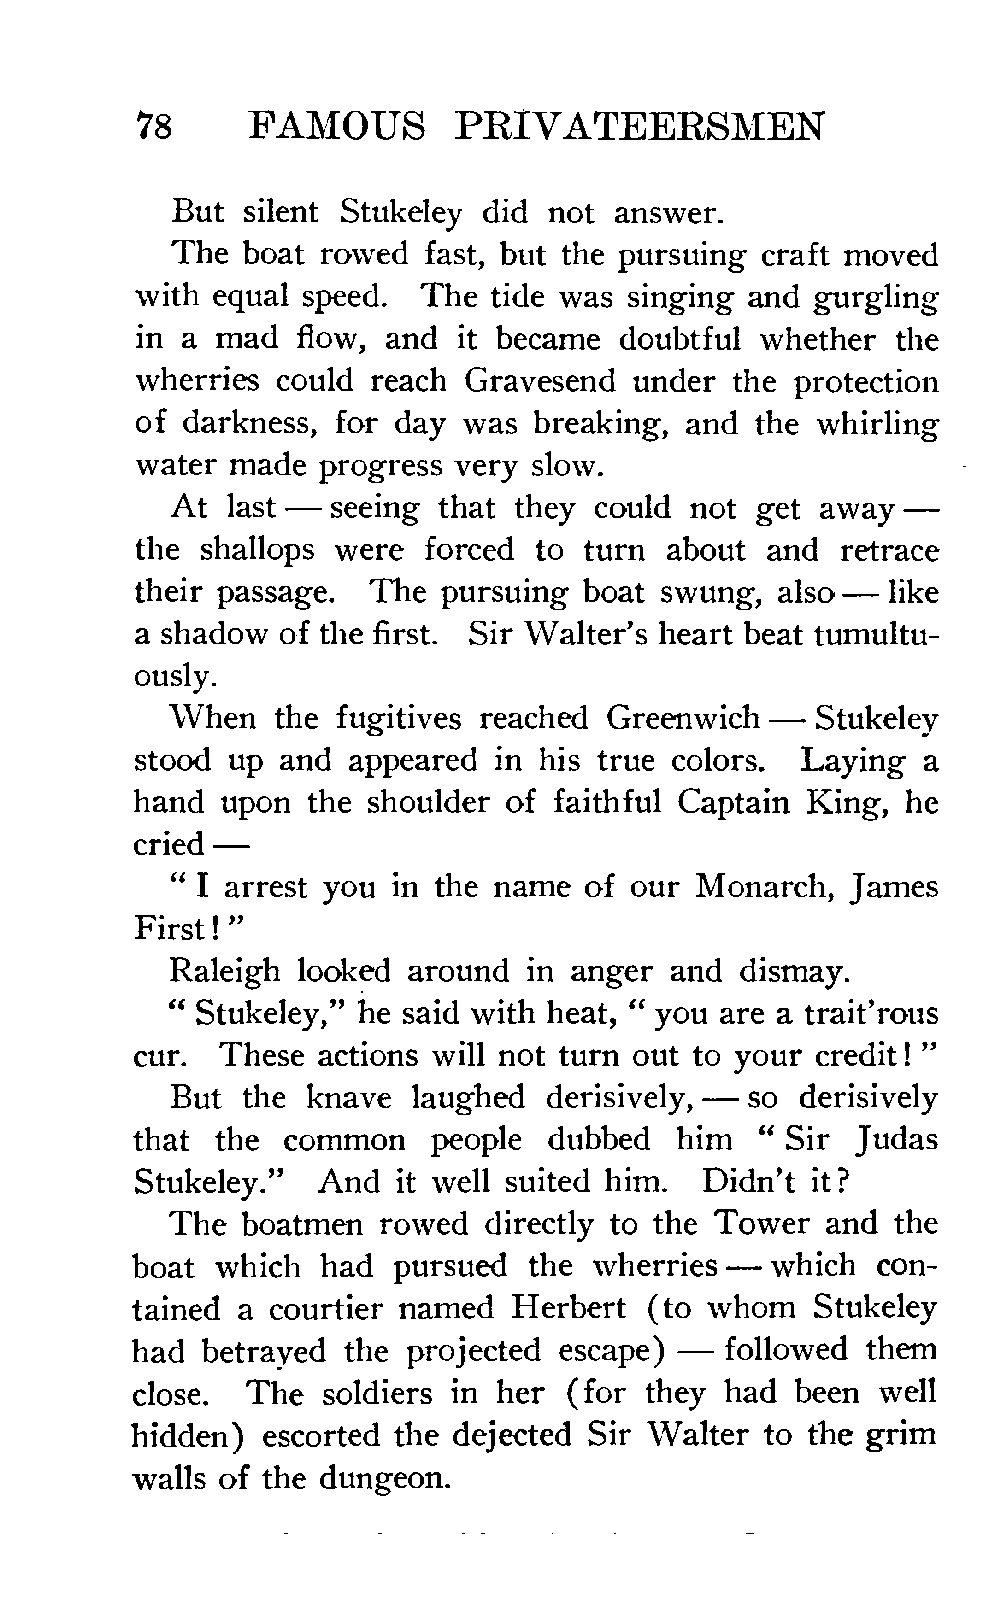 78 FAMOUS PRIVATEERSMEN
But silent Stukeley did not answer.
The boat rowed fast, but the pursuing craft moved
with equal speed. The tide was singing and gurgling
in a mad flow, and it became doubtful whether the
wherries could reach Gravesend under the protection
of darkness, for day was breaking, and the whirling
water made progress very slow.
At last — seeing that they could not get away —
the shallops were forced to turn about and retrace
their passage. The pursuing boat swung, also — like
a shadow of the first. Sir Walter's heart beat tumultu-
ously.
When the fugitives reached Greenwich — Stukeley
stood up and appeared in his true colors. Laying a
hand upon the shoulder of faithful Captain King, he
cried —
“ I arrest you in the name of our Monarch, James
First! ”
Raleigh looked around in anger and dismay.
“ Stukeley,” he said with heat, “ you are a trait'rous
cur. These actions will not turn out to your credit! ”
But the knave laughed derisively, — so derisively
that the common people dubbed him “ Sir Judas
Stukeley.” And it well suited him. Didn't it?
The boatmen rowed directly to the Tower and the
boat which had pursued the wherries — which con-
tained a courtier named Herbert (to whom Stukeley
had betrayed the projected escape) — followed them
close. The soldiers in her (for they had been well
hidden) escorted the dejected Sir Walter to the grim
walls of the dungeon.